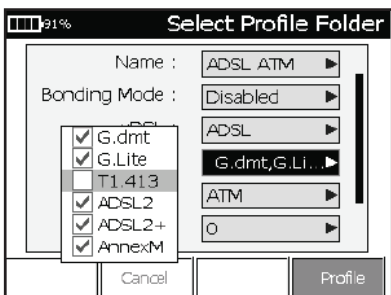 91% Select Profile Folder
Name : ADSL ATM
Bonding Mode : Disabled
ADSL
G.dmt
G.Lite G.dmt,G.Li...
T1.413
ADSL2 ATM
ADSL2+ 0
AnnexM
Cancel Profile